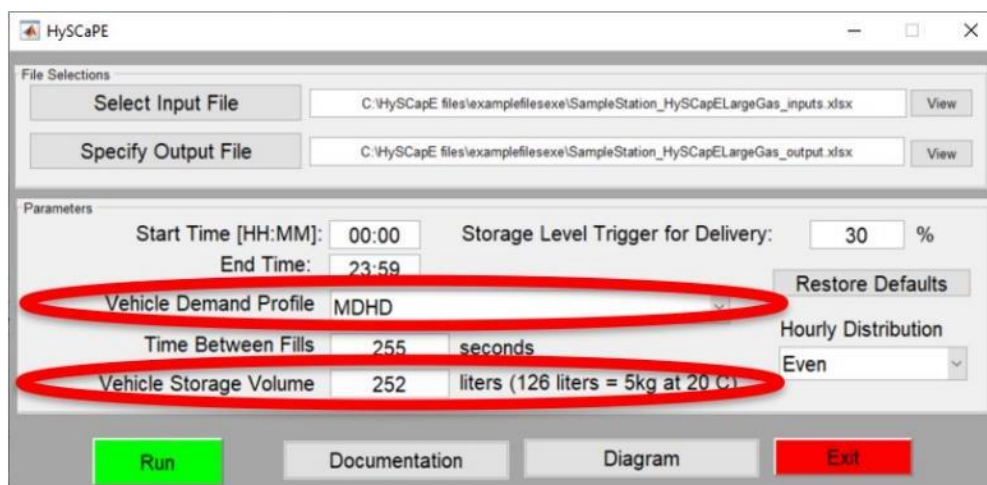 HySCaPE
File Selections
Select Input File C:\HySCapE files\examplefilesexe\SampleStation_HySCapELargeGas_inputs.xlsx View
Specify Output File C:\HySCapE files\examplefilesexe\SampleStation_HySCapELargeGas_output.xlsx View
Parameters
Start Time [HH:MM]: 00:00 Storage Level Trigger for Delivery: 30 %
End Time: 23:59
Restore Defaults
Vehicle Demand Profile MDHD
Hourly Distribution
Time Between Fills 255 seconds
Even
Vehicle Storage Volume 252 liters (126 liters = 5kg at 20 C)
Run Documentation Diagram Exit